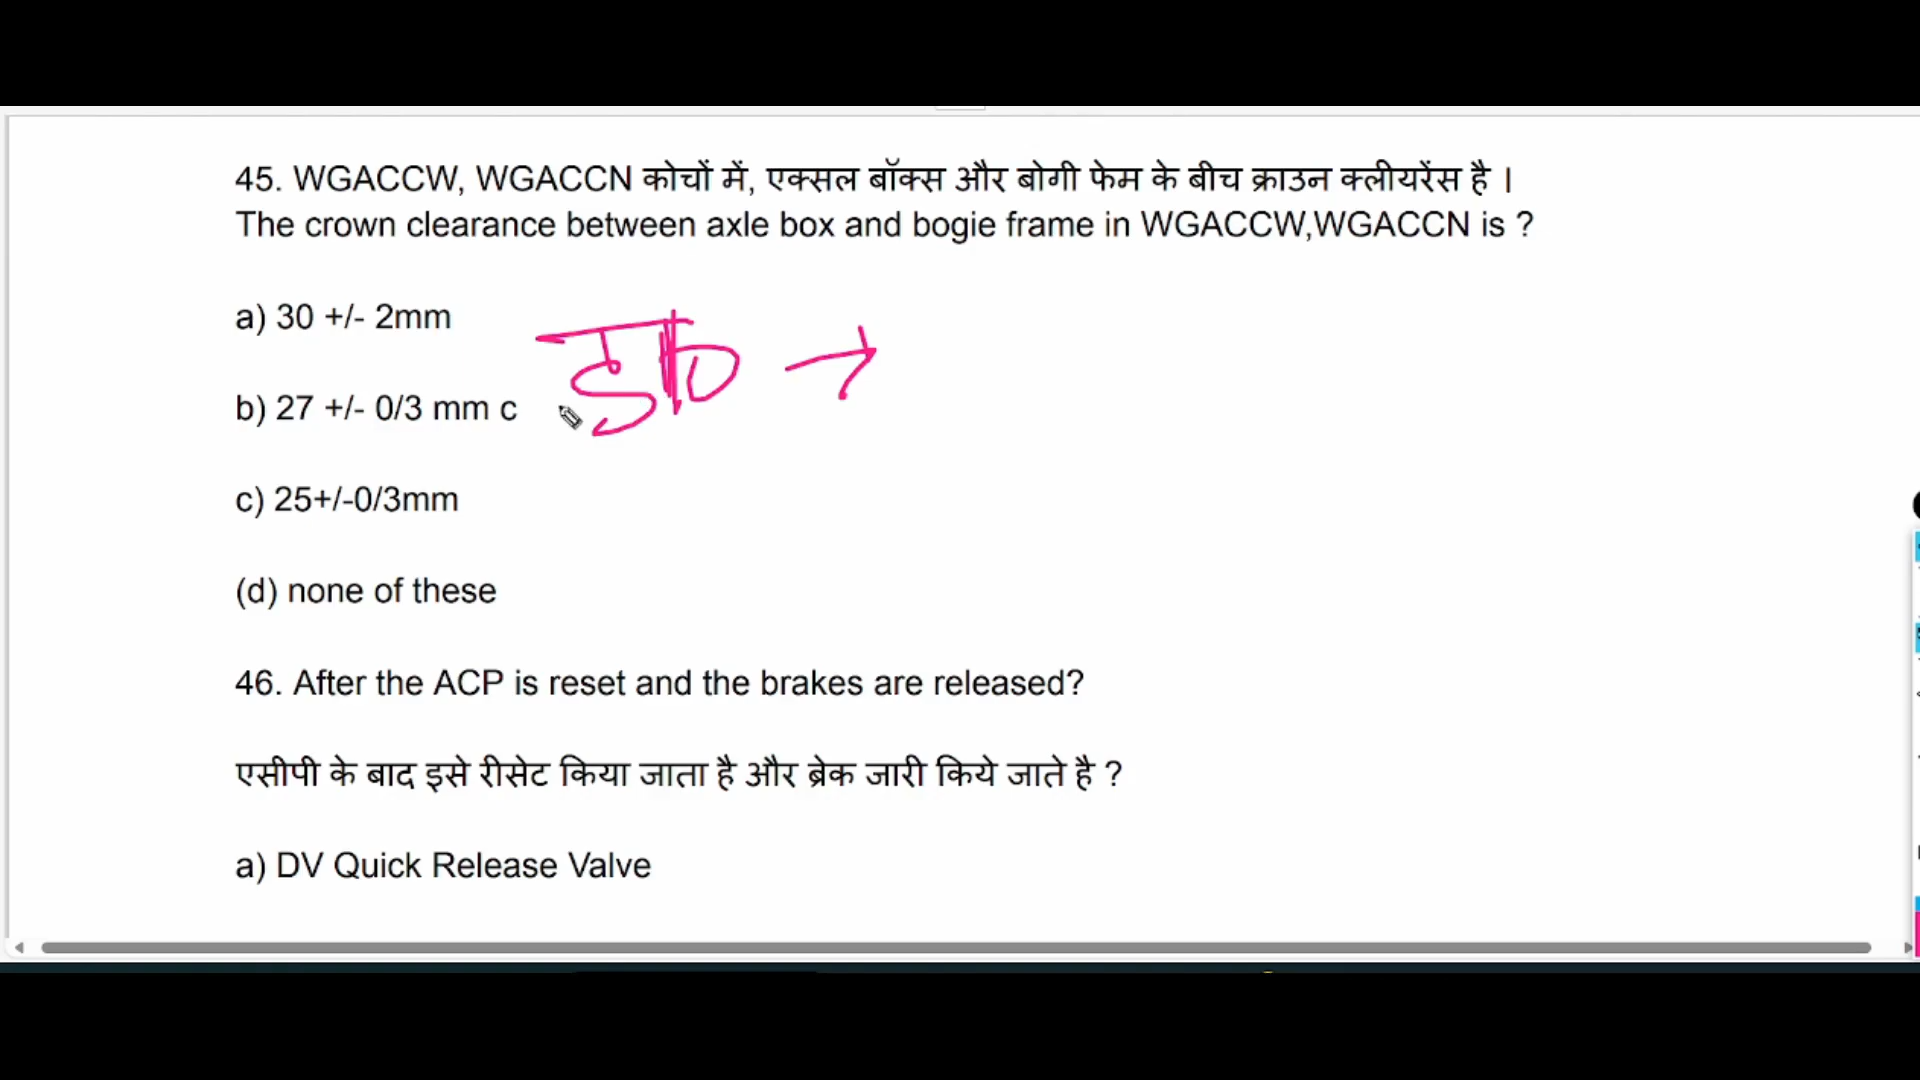 45. WGACCW, WGACCN कोचों में, एक्सल बॉक्स और बोगी फेम के बीच क्राउन क्लीयरेंस है ।
The crown clearance between axle box and bogie frame in WGACCW,WGACCN is ?
a) 30 +/- 2mm
b) 27 +/- 0/3 mm c
c) 25+/-0/3mm
(d) none of these
46. After the ACP is reset and the brakes are released?
एसीपी के बाद इसे रीसेट किया जाता है और ब्रेक जारी किये जाते है ?
a) DV Quick Release Valve